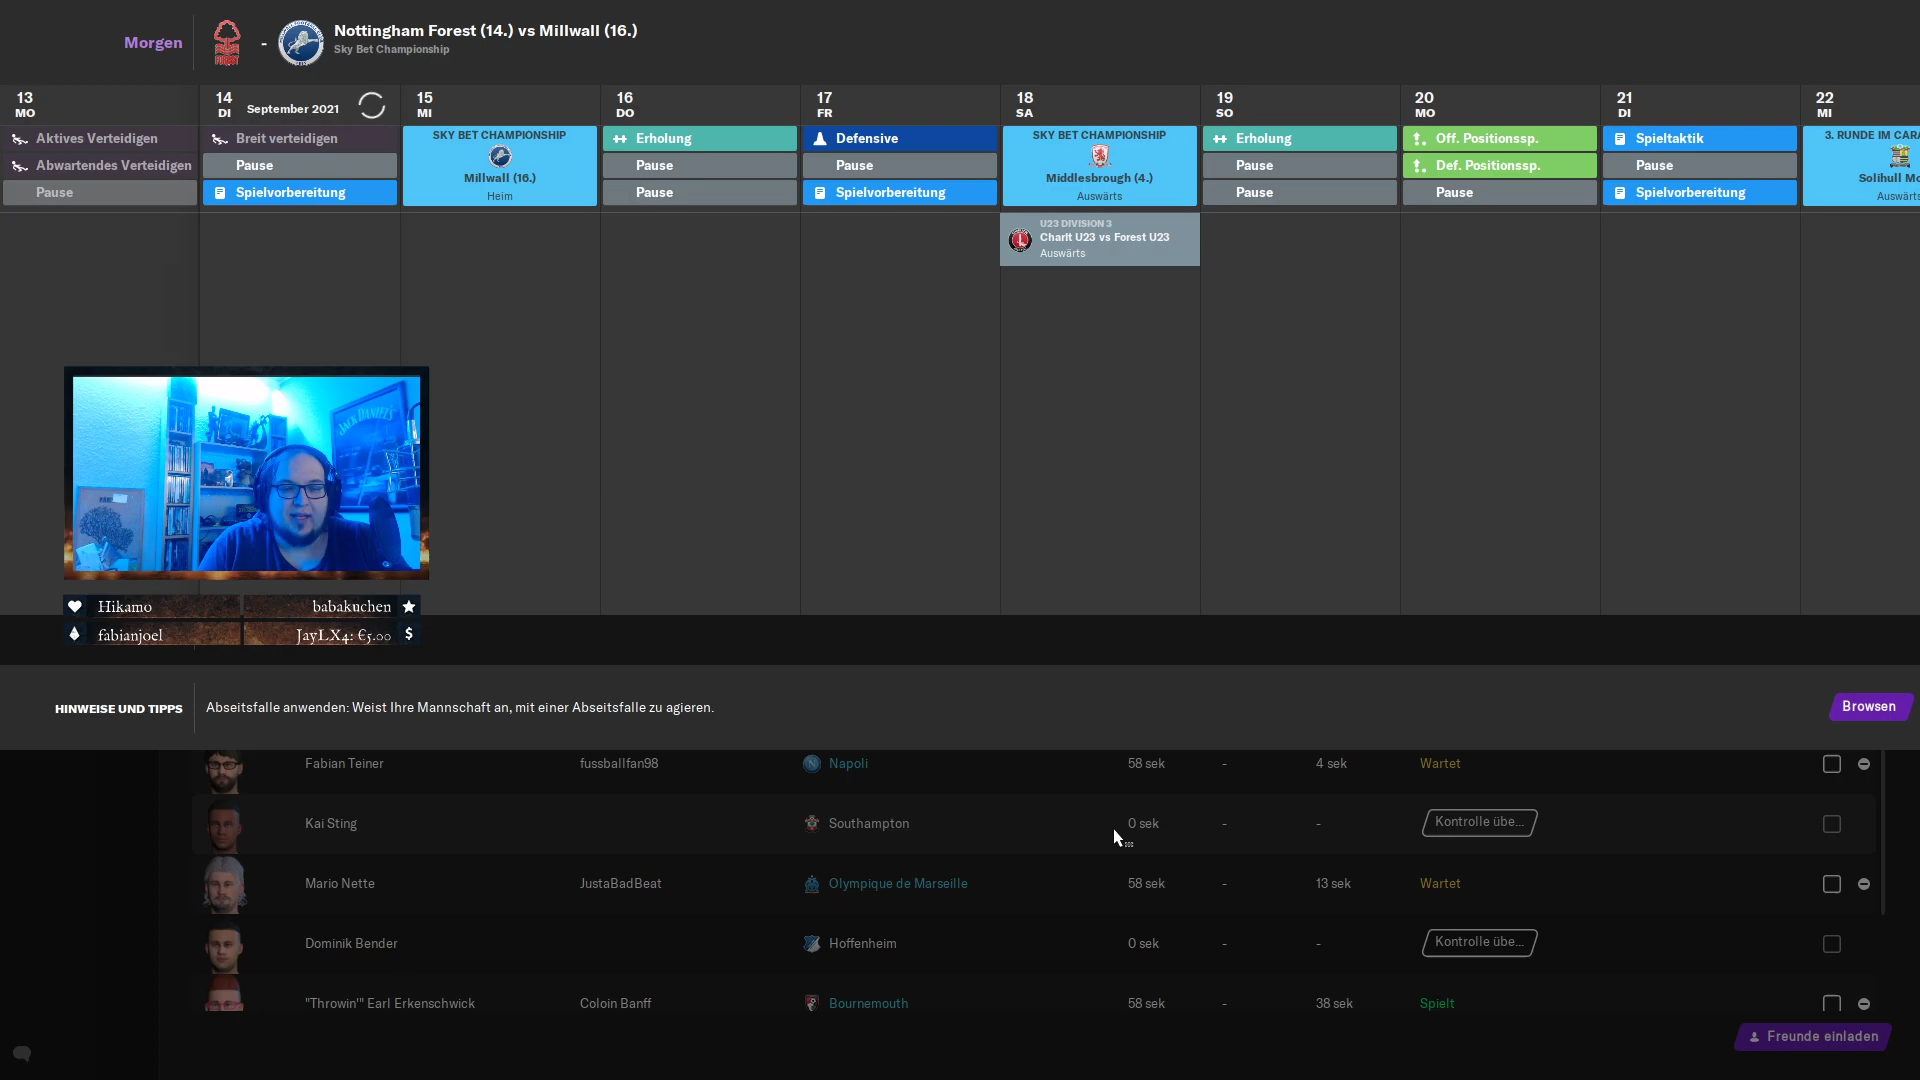 Morgen
Nottingham Forest (14.) vs Millwall (16.)
Sky Bet Championship
13
MO
14
DI
September 2021
15
MI
16
DO
17
FR
18
SA
19
SO
20
MO
21
DI
22
MI
Aktives Verteidigen
Abwartendes Verteidigen
Pause
Breit verteidigen
Pause
Spielvorbereitung
SKY BET CHAMPIONSHIP
Millwall (16.)
Heim
Erholung
Pause
Pause
Defensive
Pause
Spielvorbereitung
SKY BET CHAMPIONSHIP
Middlesbrough (4.)
Auswärts
Erholung
Pause
Pause
Off. Positionssp.
Def. Positionssp.
Pause
Spieltaktik
Pause
Spielvorbereitung
3. RUNDE IM CARA
Solihull Mo
Auswärts
U23 DIVISION 3
Charlt U23 vs Forest U23
Auswärts
JACK DANIEL'S
Hikamo
babakuchen
fabianjoel
JayLX4: €5.00
HINWEISE UND TIPPS
Abseitsfalle anwenden: Weist Ihre Mannschaft an, mit einer Abseitsfalle zu agieren.
Browsen
Fabian Teiner fussballfan98 Napoli 58 sek - 4 sek Wartet
Kai Sting Southampton 0 sek - - Kontrolle übe...
Mario Nette JustaBadBeat Olympique de Marseille 58 sek - 13 sek Wartet
Dominik Bender Hoffenheim 0 sek - - Kontrolle übe...
"Throwin'" Earl Erkenschwick Coloin Banff Bournemouth 58 sek - 38 sek Spielt
Freunde einladen